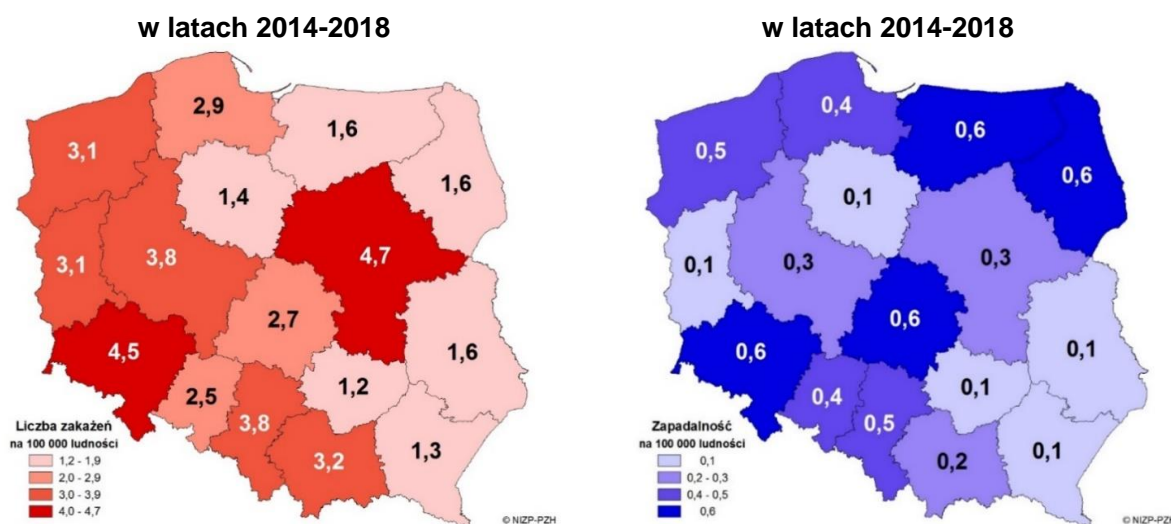 w latach 2014-2018
2,9
1,6
3,1
1,6
1,4
4,7
3,1
3,8
2,7
4,5
1,6
1,2
2,5
3,8
1,3
3,2
Liczba zakażeń
na 100 000 ludności
1,2 - 1,9
2,0 - 2,9
3,0 - 3,9
4,0 - 4,7
© NIZP-PZH
w latach 2014-2018
0,4
0,6
0,5
0,6
0,1
0,3
0,1
0,3
0,6
0,6
0,1
0,1
0,4
0,5
0,1
0,2
Zapadalność
na 100 000 ludności
0,1
0,2 - 0,3
0,4 - 0,5
0,6
© NIZP-PZH